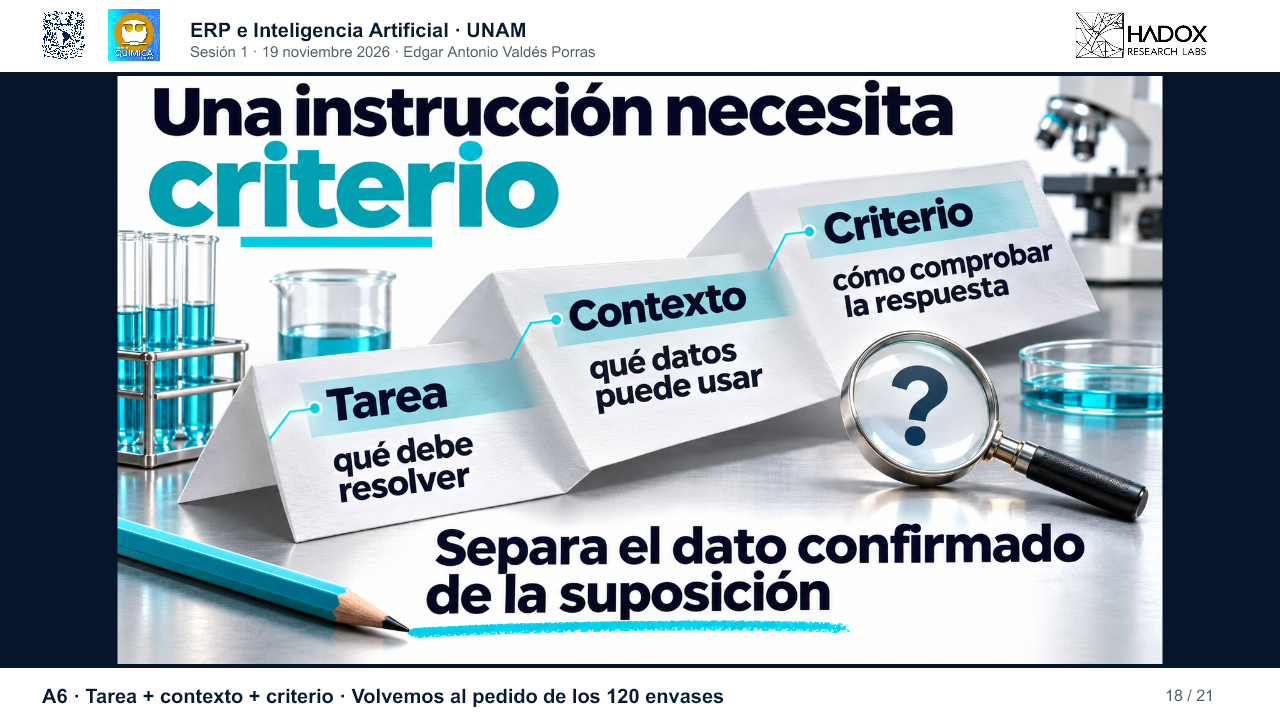 ERP e Inteligencia Artificial · UNAM
Sesión 1 · 19 noviembre 2026 · Edgar Antonio Valdés Porras
QUÍMICA
HADOX
RESEARCH LABS
Una instrucción necesita
criterio
Tarea
qué debe
resolver
Contexto
qué datos
puede usar
Criterio
cómo comprobar
la respuesta
?
Separa el dato confirmado
de la suposición
A6 · Tarea + contexto + criterio · Volvemos al pedido de los 120 envases
18 / 21